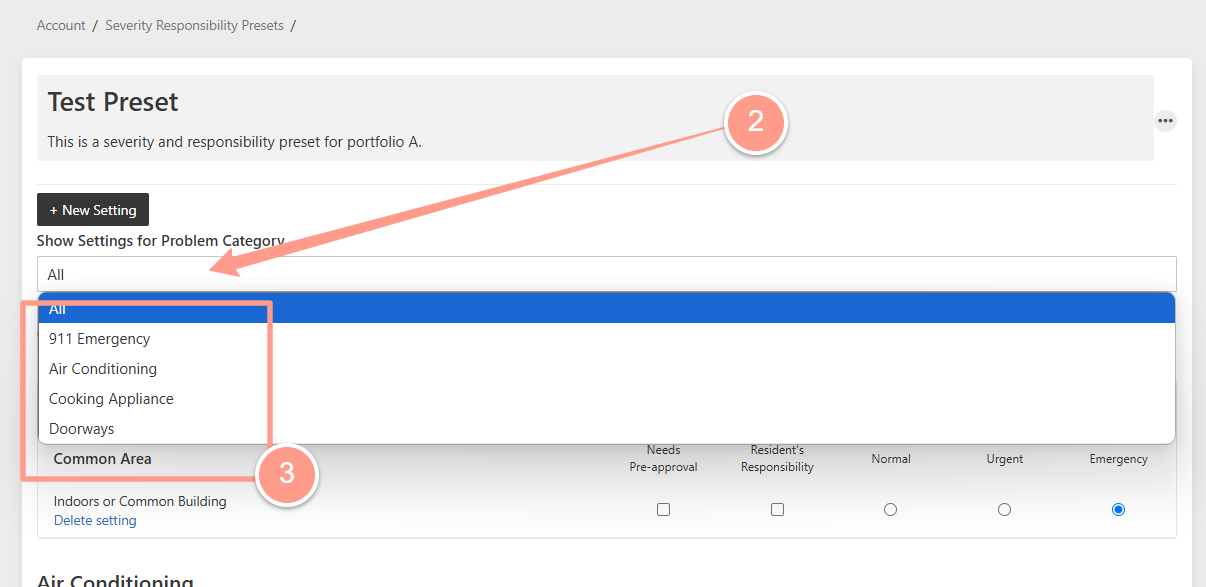 Account / Severity Responsibility Presets /
Test Preset
This is a severity and responsibility preset for portfolio A.
2
+ New Setting
Show Settings for Problem Category
All
All
911 Emergency
Air Conditioning
Cooking Appliance
Doorways
3
Common Area
Needs
Pre-approval
Resident's
Responsibility
Normal
Urgent
Emergency
Indoors or Common Building
Delete setting
Air Conditioning